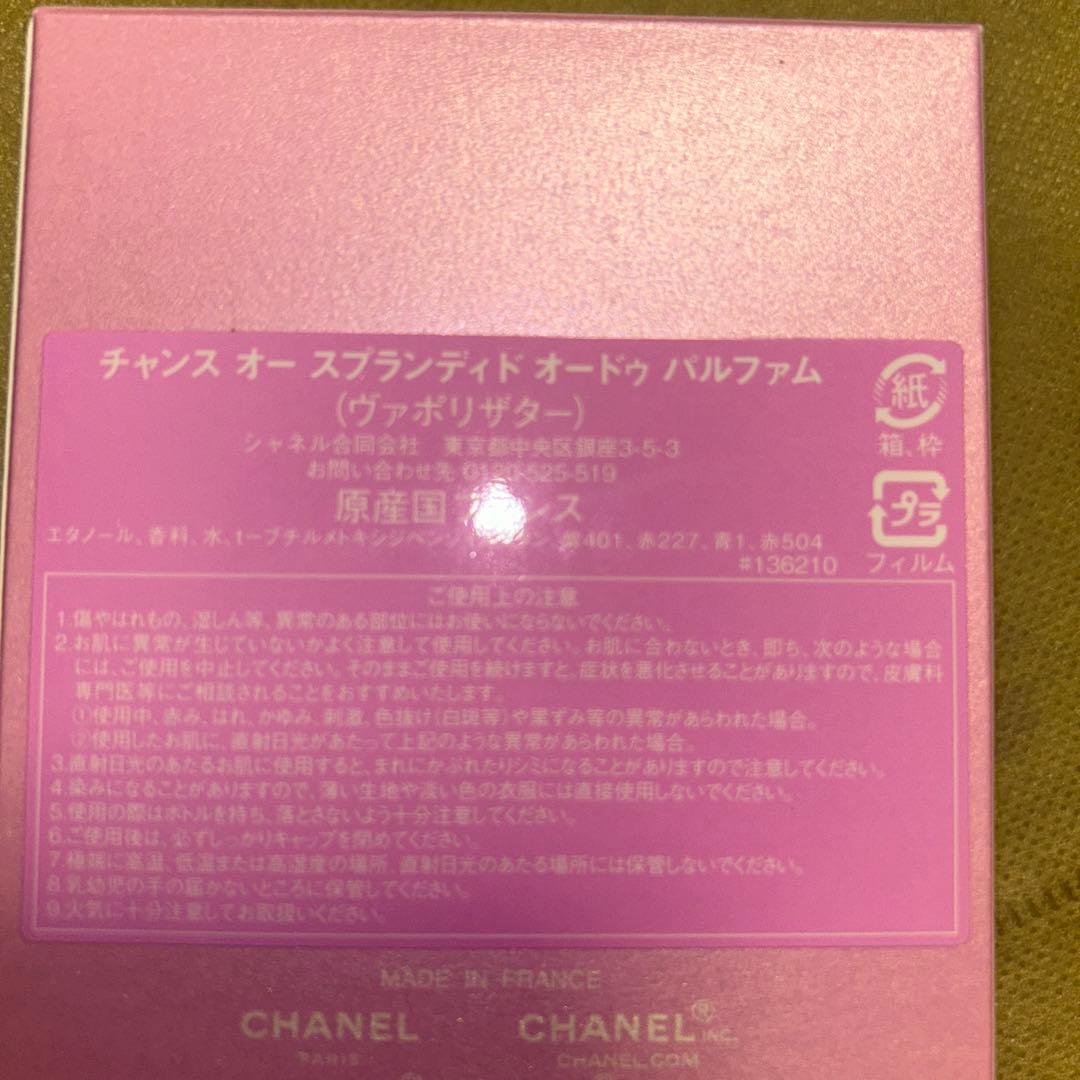 チャンス オー スプランディド オードゥ パルファム
(ヴァポリザター)
シャネル合同会社 東京都中央区銀座3-5-3
お問い合わせ先 0120-525-519
原産国 フランス
エタノール、香料、水、t-ブチルメトキシジベンゾ 紫401、赤227、青1、赤504
#136210
紙
箱、枠
プラ
フィルム
ご使用上の注意
1.傷やはれもの、湿しん等、異常のある部位にはお使いにならないでください。
2.お肌に異常が生じていないかよく注意して使用してください。お肌に合わないとき、即ち、次のような場合
には、ご使用を中止してください。そのままご使用を続けますと、症状を悪化させることがありますので、皮膚科
専門医等にご相談されることをおすすめいたします。
①使用中、赤み、はれ、かゆみ、刺激、色抜け(白斑等)や黒ずみ等の異常があらわれた場合。
②使用したお肌に、直射日光があたって上記のような異常があらわれた場合。
3.直射日光のあたるお肌に使用すると、まれにかぶれたりシミになることがありますので注意してください。
4.染みになることがありますので、薄い生地や淡い色の衣服には直接使用しないでください。
5.使用の際はボトルを持ち、落とさないよう十分注意してください。
6.ご使用後は、必ずしっかりキャップを閉めてください。
7.極端に高温、低温または高湿度の場所、直射日光のあたる場所には保管しないでください。
8.乳幼児の手の届かないところに保管してください。
9.火気に十分注意してお取扱いください。
MADE IN FRANCE
CHANEL
PARIS
CHANEL® INC.
CHANEL.COM